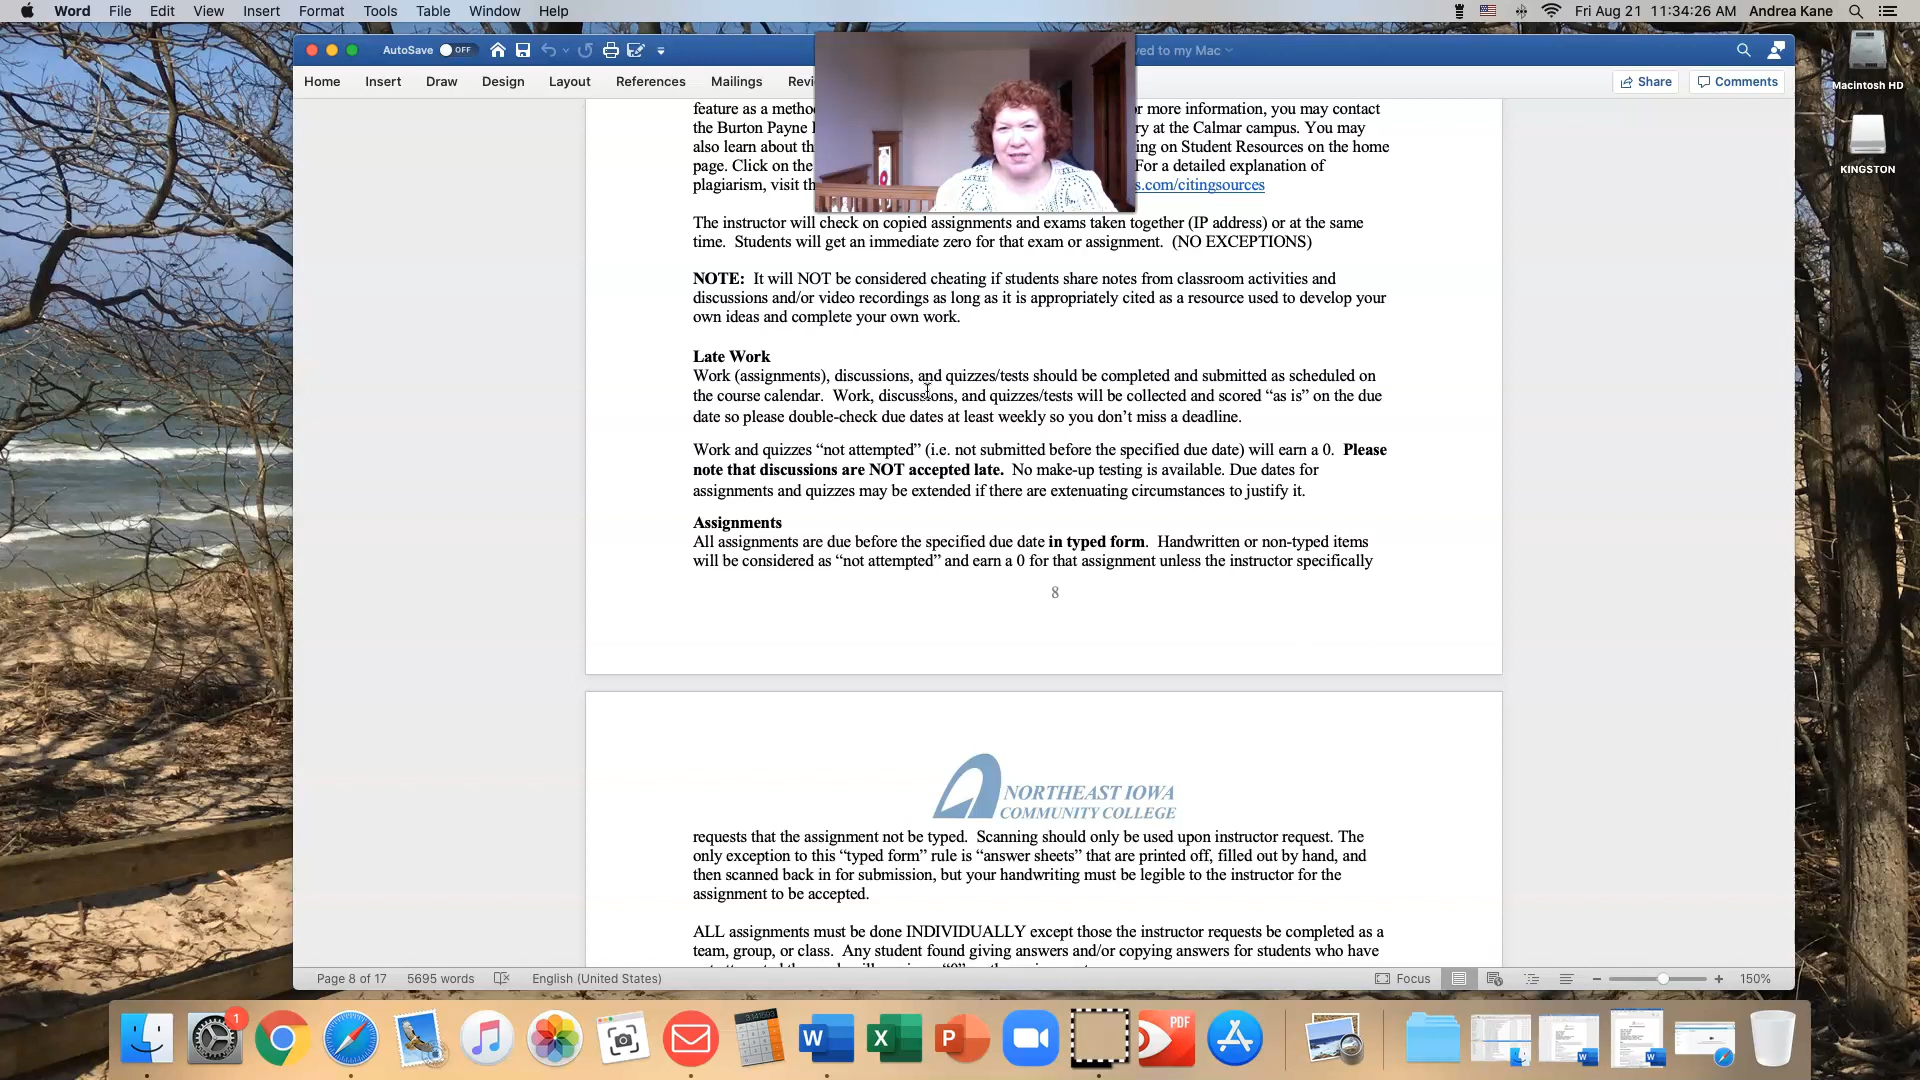 Word File Edit View Insert Format Tools Table Window Help
Fri Aug 21 11:34:26 AM Andrea Kane
AutoSave OFF
ved to my Mac
Home Insert Draw Design Layout References Mailings Revi
Share Comments
Macintosh HD
KINGSTON
feature as a metho r more information, you may contact
the Burton Payne ry at the Calmar campus. You may
also learn about th ing on Student Resources on the home
page. Click on the For a detailed explanation of
plagiarism, visit th s.com/citingsources
The instructor will check on copied assignments and exams taken together (IP address) or at the same
time. Students will get an immediate zero for that exam or assignment. (NO EXCEPTIONS)
NOTE: It will NOT be considered cheating if students share notes from classroom activities and
discussions and/or video recordings as long as it is appropriately cited as a resource used to develop your
own ideas and complete your own work.
Late Work
Work (assignments), discussions, and quizzes/tests should be completed and submitted as scheduled on
the course calendar. Work, discussions, and quizzes/tests will be collected and scored “as is” on the due
date so please double-check due dates at least weekly so you don’t miss a deadline.
Work and quizzes “not attempted” (i.e. not submitted before the specified due date) will earn a 0. Please
note that discussions are NOT accepted late. No make-up testing is available. Due dates for
assignments and quizzes may be extended if there are extenuating circumstances to justify it.
Assignments
All assignments are due before the specified due date in typed form. Handwritten or non-typed items
will be considered as “not attempted” and earn a 0 for that assignment unless the instructor specifically
8
NORTHEAST IOWA
COMMUNITY COLLEGE
requests that the assignment not be typed. Scanning should only be used upon instructor request. The
only exception to this “typed form” rule is “answer sheets” that are printed off, filled out by hand, and
then scanned back in for submission, but your handwriting must be legible to the instructor for the
assignment to be accepted.
ALL assignments must be done INDIVIDUALLY except those the instructor requests be completed as a
team, group, or class. Any student found giving answers and/or copying answers for students who have
Page 8 of 17 5695 words English (United States) Focus 150%
1
W X P PDF